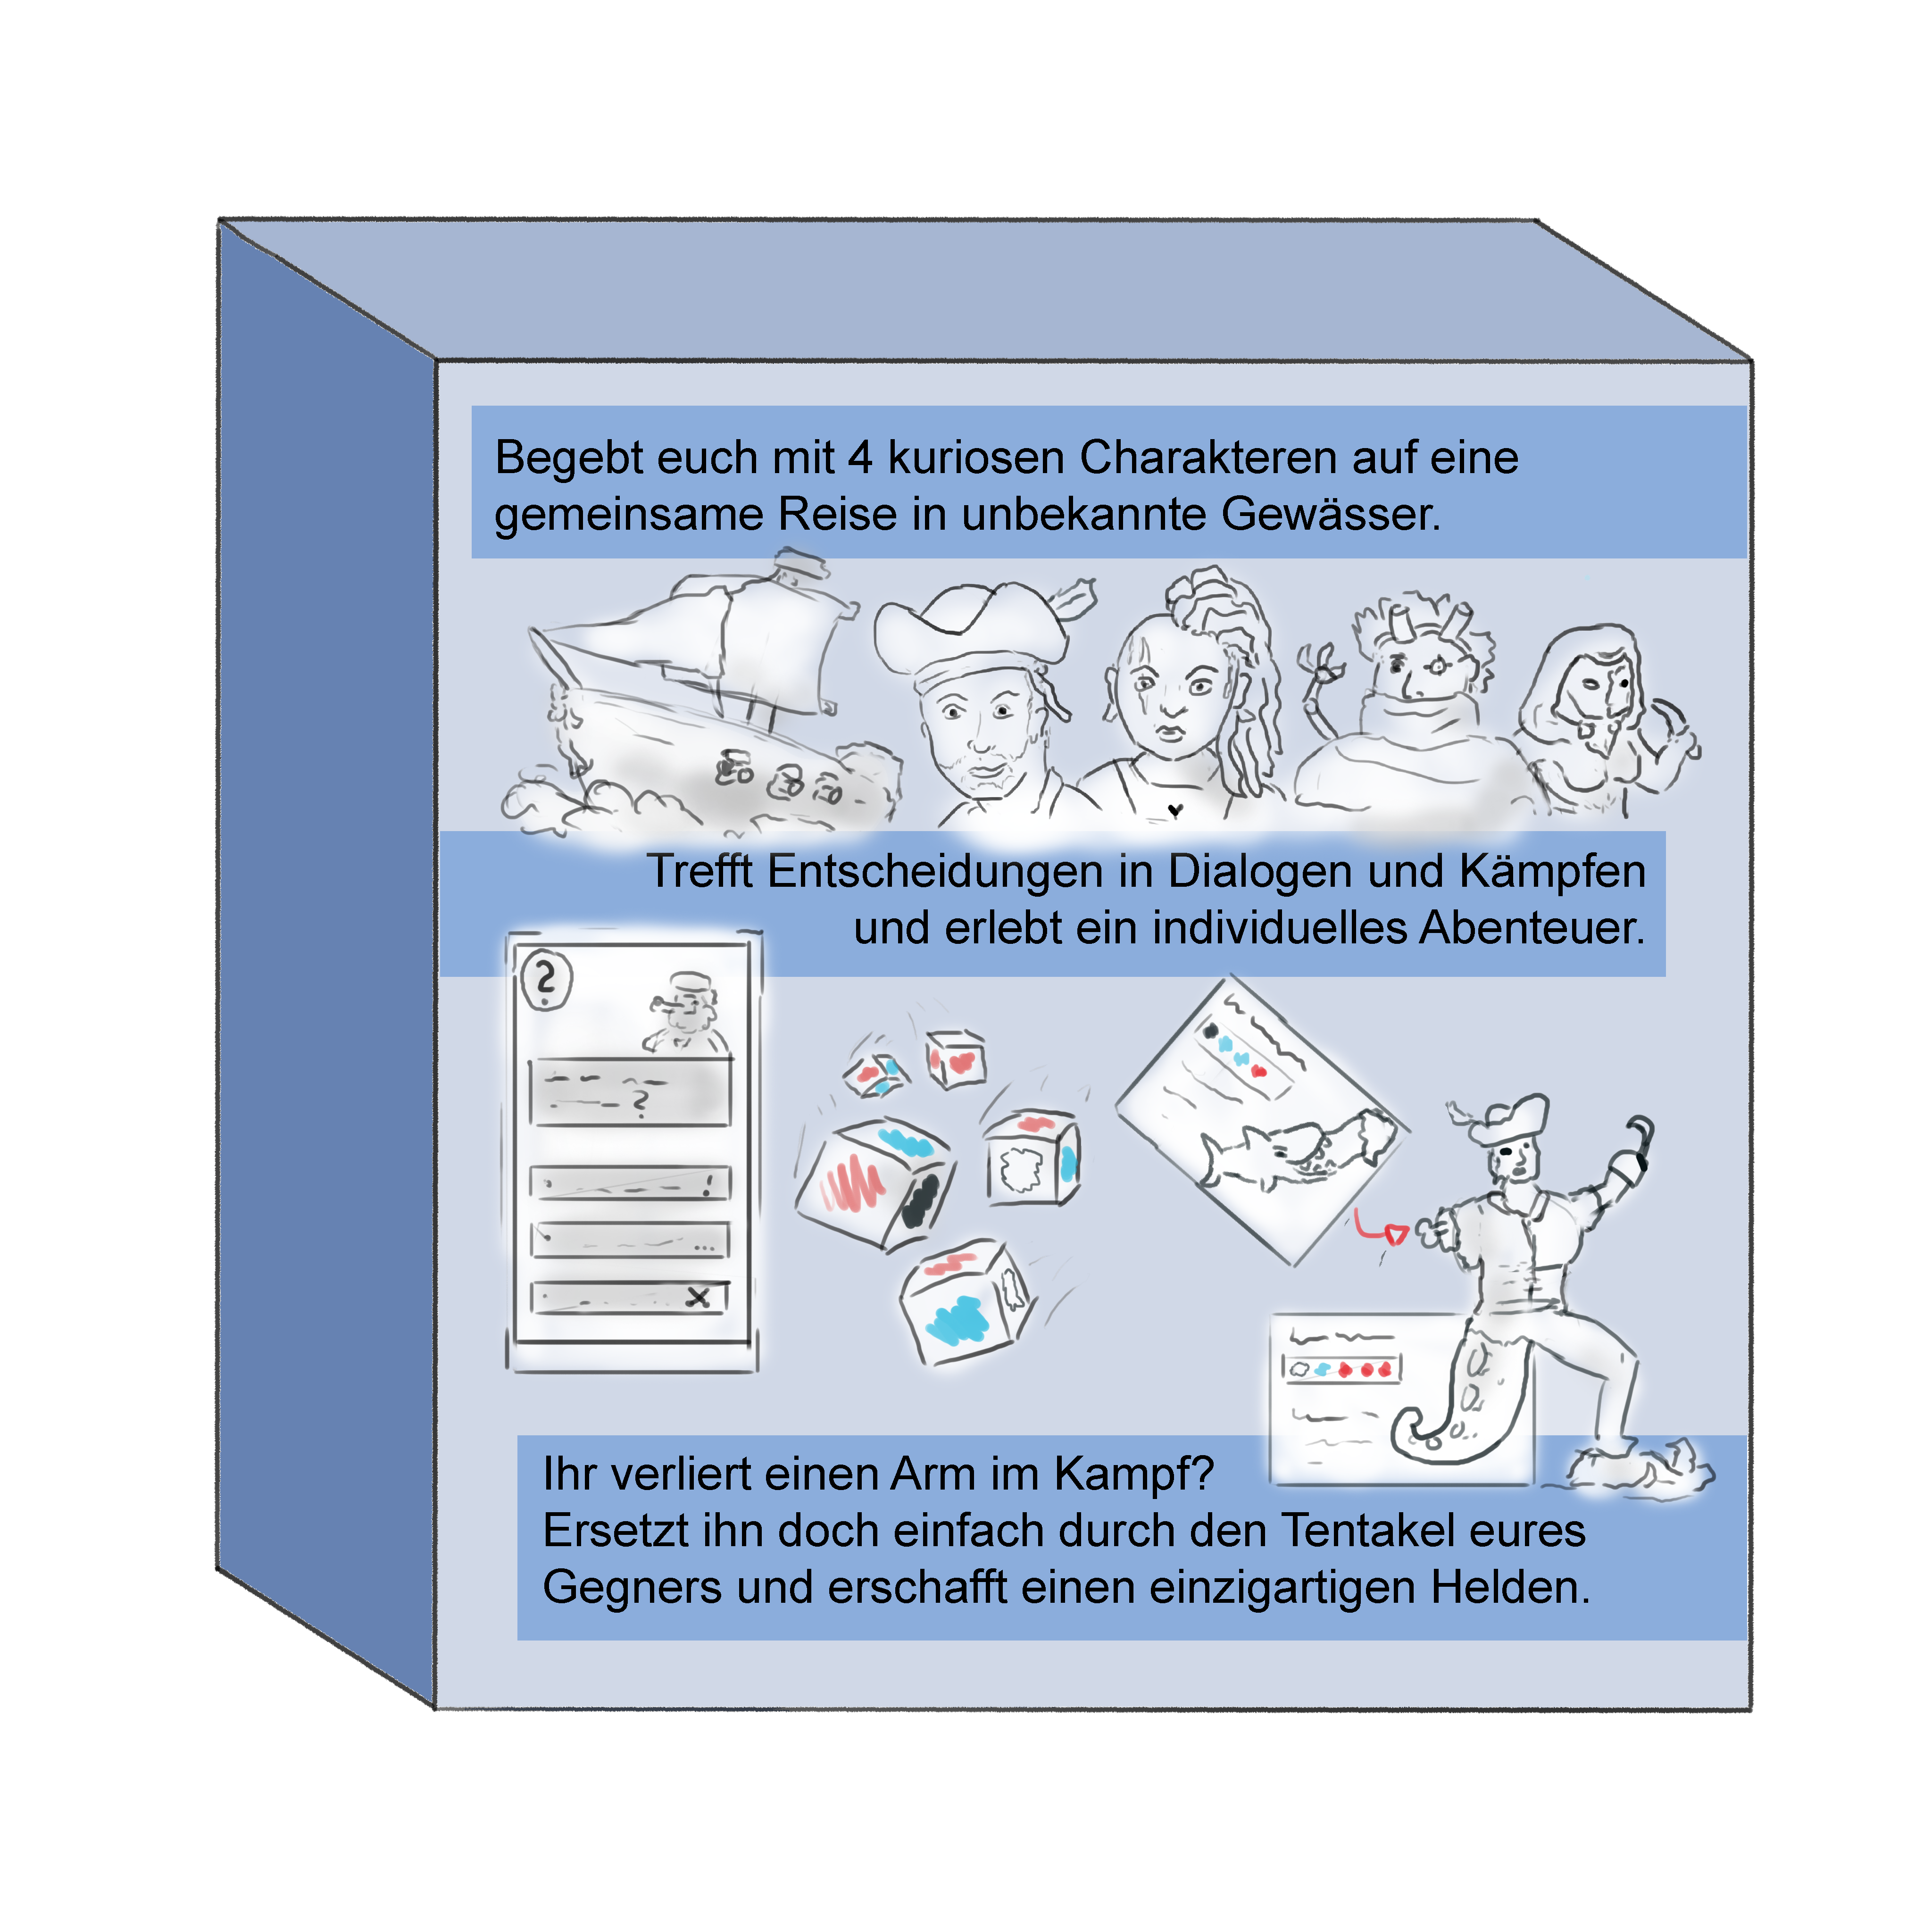 Begebt euch mit 4 kuriosen Charakteren auf eine
gemeinsame Reise in unbekannte Gewässer.
Trefft Entscheidungen in Dialogen und Kämpfen
und erlebt ein individuelles Abenteuer.
?
?
!
...
x
Ihr verliert einen Arm im Kampf?
Ersetzt ihn doch einfach durch den Tentakel eures
Gegners und erschafft einen einzigartigen Helden.